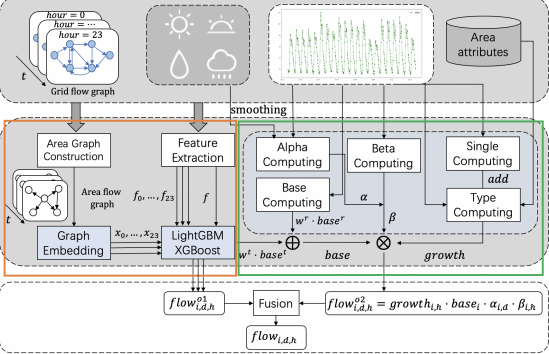 hour = 0
hour = ⋯
hour = 23
t
Grid flow graph
Area
attributes
smoothing
Area Graph
Construction
Feature
Extraction
Alpha
Computing
Beta
Computing
Single
Computing
Area flow
graph
f₀, …, f₂₃
f
Base
Computing
α
add
Type
Computing
t
Graph
Embedding
x₀, …, x₂₃
LightGBM
XGBoost
wʳ · baseʳ
β
wᵗ · baseᵗ
base
growth
flowᵒ¹ᵢ,d,h
Fusion
flowᵒ²ᵢ,d,h = growthᵢ,h · baseᵢ · αᵢ,d · βᵢ,h
flowᵢ,d,h